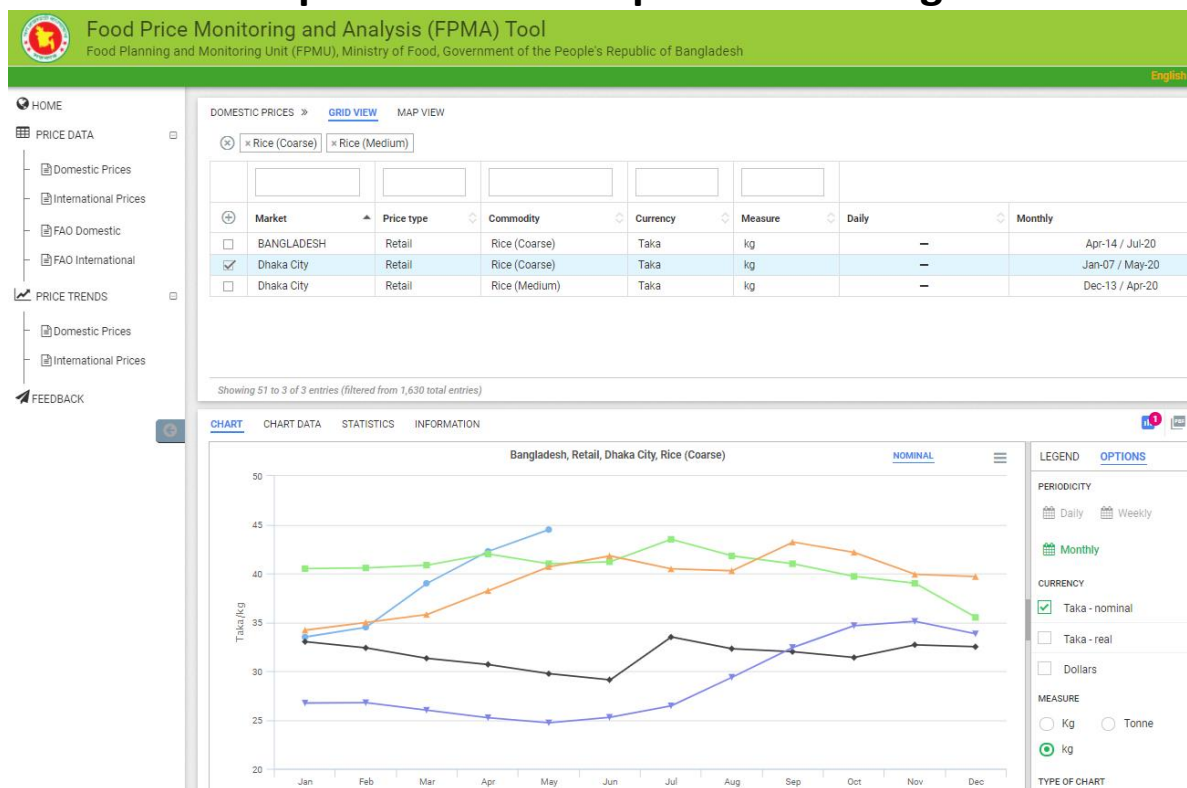 Food Price Monitoring and Analysis (FPMA) Tool
Food Planning and Monitoring Unit (FPMU), Ministry of Food, Government of the People's Republic of Bangladesh
English
HOME
PRICE DATA
Domestic Prices
International Prices
FAO Domestic
FAO International
PRICE TRENDS
Domestic Prices
International Prices
FEEDBACK
DOMESTIC PRICES » GRID VIEW MAP VIEW
× Rice (Coarse) × Rice (Medium)
Market Price type Commodity Currency Measure Daily Monthly
BANGLADESH Retail Rice (Coarse) Taka kg – Apr-14 / Jul-20
Dhaka City Retail Rice (Coarse) Taka kg – Jan-07 / May-20
Dhaka City Retail Rice (Medium) Taka kg – Dec-13 / Apr-20
Showing 51 to 3 of 3 entries (filtered from 1,630 total entries)
CHART CHART DATA STATISTICS INFORMATION
1
PDF
Bangladesh, Retail, Dhaka City, Rice (Coarse)
NOMINAL
50
45
40
35
30
25
20
Taka/kg
Jan Feb Mar Apr May Jun Jul Aug Sep Oct Nov Dec
LEGEND OPTIONS
PERIODICITY
Daily Weekly
Monthly
CURRENCY
Taka - nominal
Taka - real
Dollars
MEASURE
Kg Tonne
kg
TYPE OF CHART